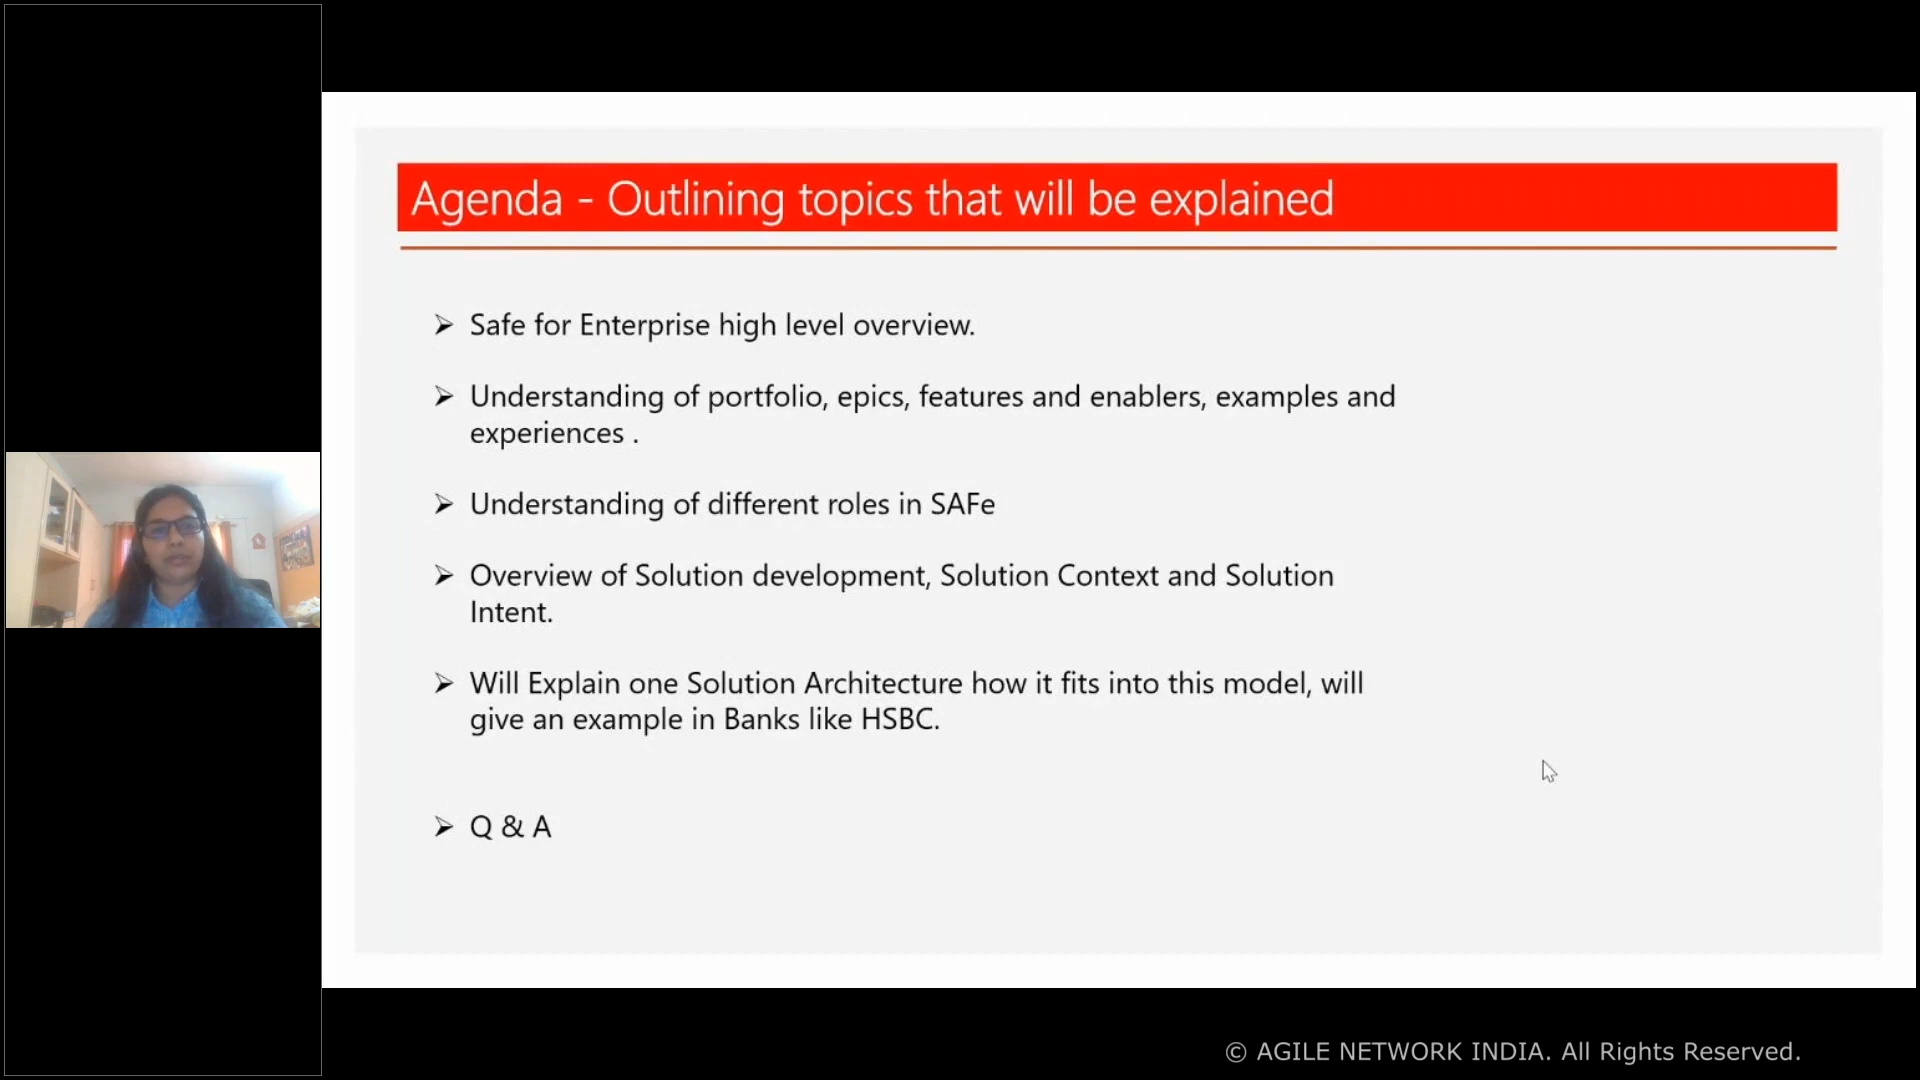 Agenda - Outlining topics that will be explained
➢ Safe for Enterprise high level overview.
➢ Understanding of portfolio, epics, features and enablers, examples and
experiences .
➢ Understanding of different roles in SAFe
➢ Overview of Solution development, Solution Context and Solution
Intent.
➢ Will Explain one Solution Architecture how it fits into this model, will
give an example in Banks like HSBC.
➢ Q & A
© AGILE NETWORK INDIA. All Rights Reserved.